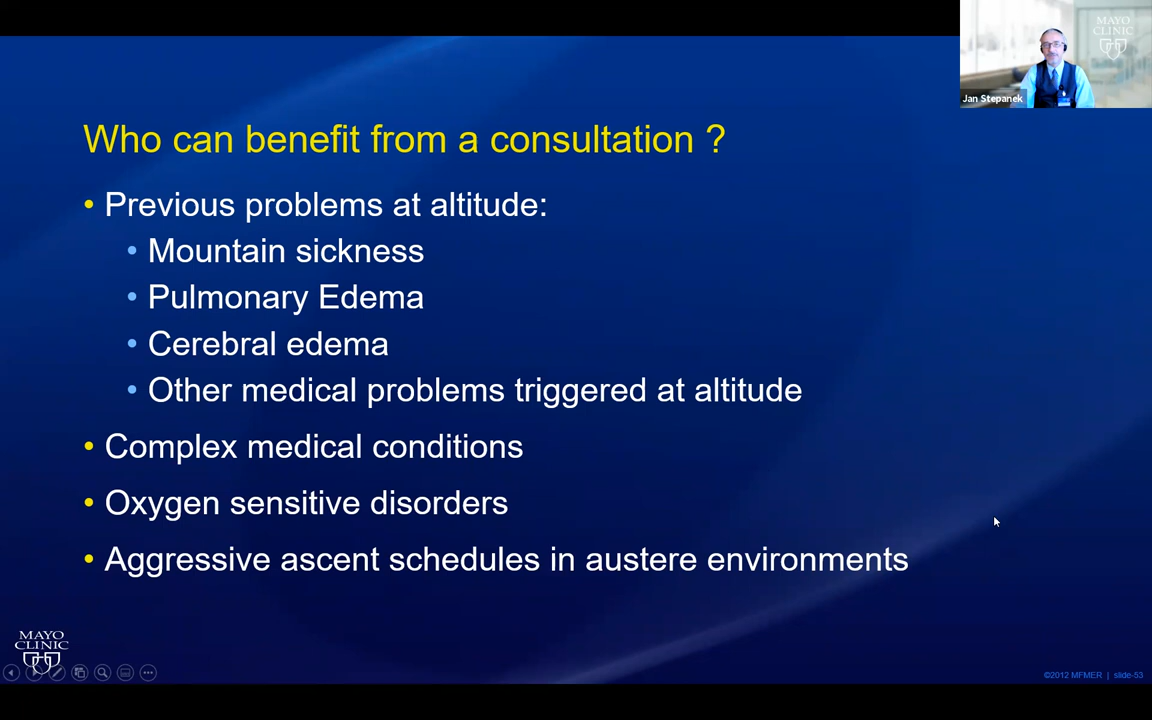 MAYO
CLINIC
Jan Stepanek
Who can benefit from a consultation ?
• Previous problems at altitude:
• Mountain sickness
• Pulmonary Edema
• Cerebral edema
• Other medical problems triggered at altitude
• Complex medical conditions
• Oxygen sensitive disorders
• Aggressive ascent schedules in austere environments
MAYO
CLINIC
©2012 MFMER | slide-53